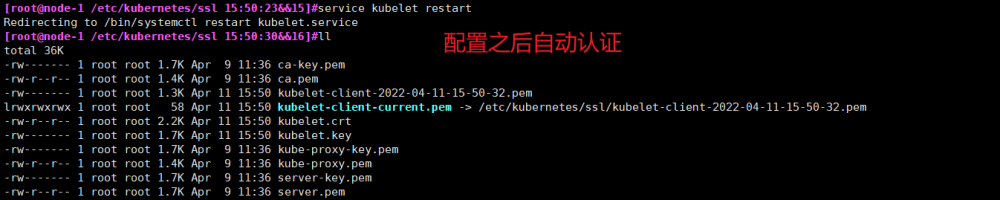 [root@node-1 /etc/kubernetes/ssl 15:50:23&&15]#service kubelet restart
Redirecting to /bin/systemctl restart kubelet.service
[root@node-1 /etc/kubernetes/ssl 15:50:30&&16]#ll
配置之后自动认证
total 36K
-rw------- 1 root root 1.7K Apr  9 11:36 ca-key.pem
-rw-r--r-- 1 root root 1.4K Apr  9 11:36 ca.pem
-rw------- 1 root root 1.3K Apr 11 15:50 kubelet-client-2022-04-11-15-50-32.pem
lrwxrwxrwx 1 root root   58 Apr 11 15:50 kubelet-client-current.pem -> /etc/kubernetes/ssl/kubelet-client-2022-04-11-15-50-32.pem
-rw-r--r-- 1 root root 2.2K Apr 11 15:50 kubelet.crt
-rw------- 1 root root 1.7K Apr 11 15:50 kubelet.key
-rw------- 1 root root 1.7K Apr  9 11:36 kube-proxy-key.pem
-rw-r--r-- 1 root root 1.4K Apr  9 11:36 kube-proxy.pem
-rw------- 1 root root 1.7K Apr  9 11:36 server-key.pem
-rw-r--r-- 1 root root 1.6K Apr  9 11:36 server.pem